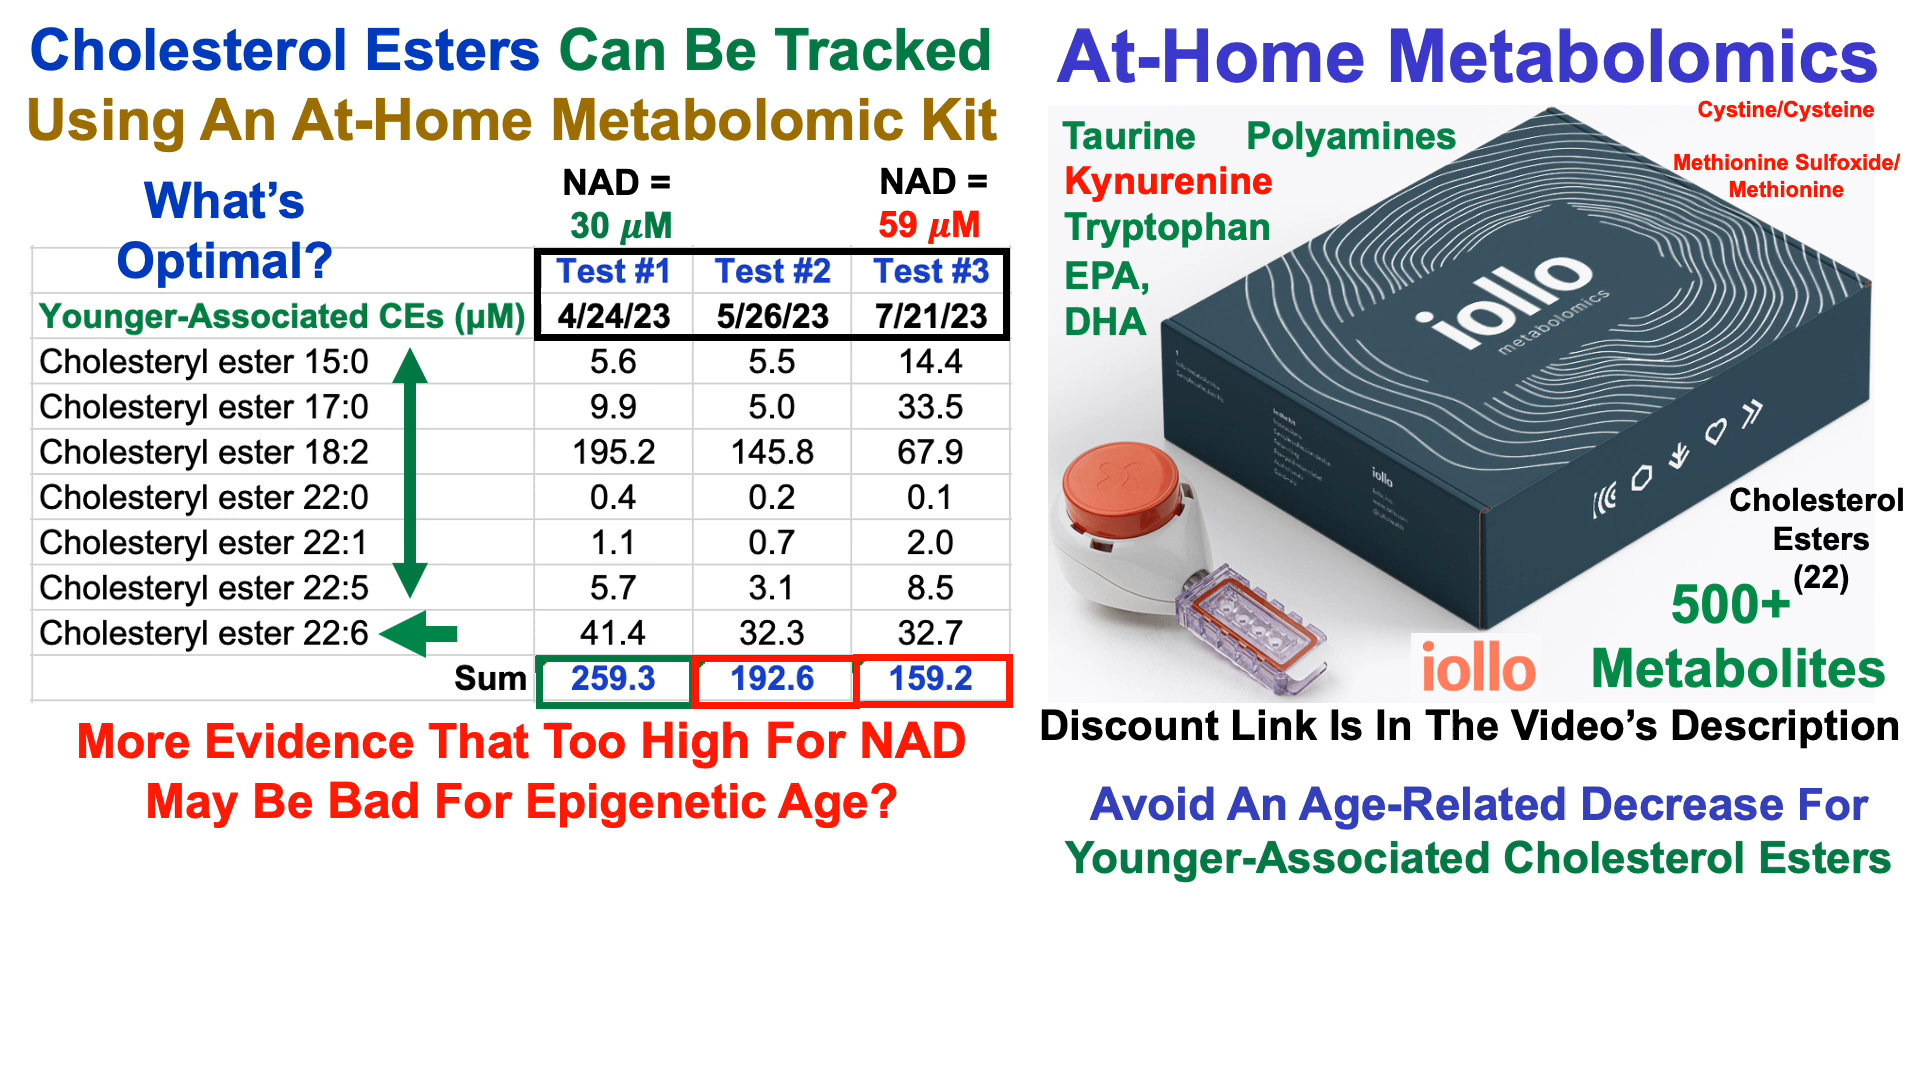 Cholesterol Esters Can Be Tracked
Using An At-Home Metabolomic Kit
What’s
Optimal?
NAD =
30 µM
NAD =
59 µM
Test #1 Test #2 Test #3
Younger-Associated CEs (µM) 4/24/23 5/26/23 7/21/23
Cholesteryl ester 15:0 5.6 5.5 14.4
Cholesteryl ester 17:0 9.9 5.0 33.5
Cholesteryl ester 18:2 195.2 145.8 67.9
Cholesteryl ester 22:0 0.4 0.2 0.1
Cholesteryl ester 22:1 1.1 0.7 2.0
Cholesteryl ester 22:5 5.7 3.1 8.5
Cholesteryl ester 22:6 41.4 32.3 32.7
Sum 259.3 192.6 159.2
More Evidence That Too High For NAD
May Be Bad For Epigenetic Age?
At-Home Metabolomics
Taurine Polyamines
Kynurenine
Tryptophan
EPA,
DHA
Cystine/Cysteine
Methionine Sulfoxide/
Methionine
iollo
metabolomics
iollo
Cholesterol
Esters
(22)
500+
Metabolites
iollo
Discount Link Is In The Video’s Description
Avoid An Age-Related Decrease For
Younger-Associated Cholesterol Esters